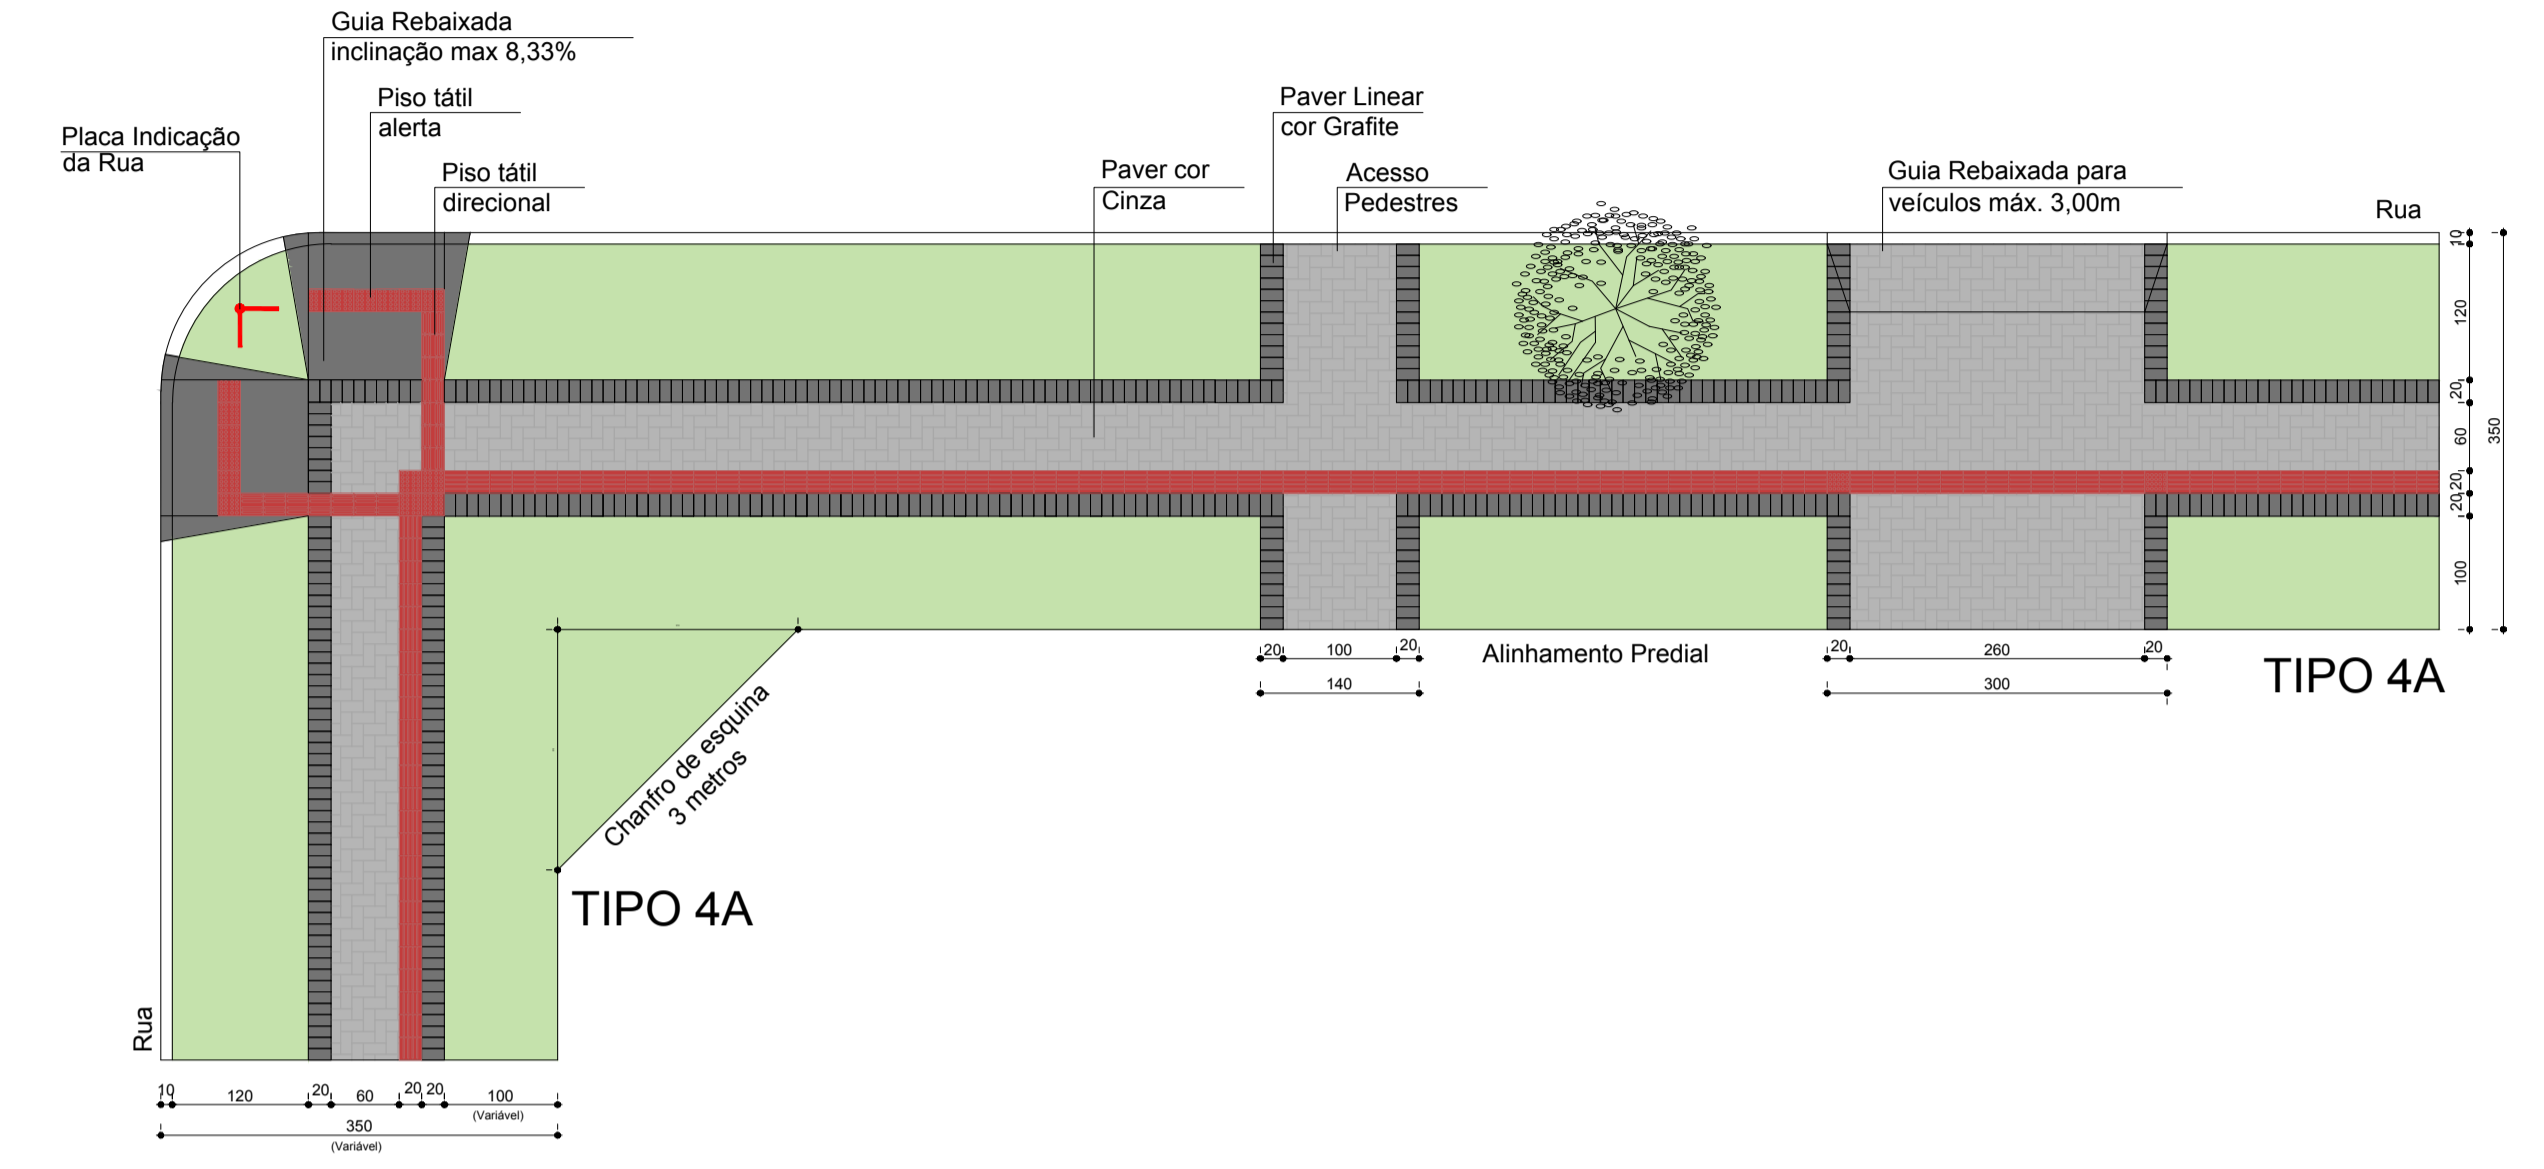 Guia Rebaixada
inclinação max 8,33%
Piso tátil
alerta
Placa Indicação
da Rua
Piso tátil
direcional
Paver Linear
cor Grafite
Paver cor
Cinza
Acesso
Pedestres
Guia Rebaixada para
veículos máx. 3,00m
Rua
10
120
20
60
20
20
100
350
20
100
20
140
Alinhamento Predial
20
260
20
300
TIPO 4A
Chanfro de esquina
3 metros
TIPO 4A
Rua
10
120
20
60
20
20
100
(Variável)
350
(Variável)